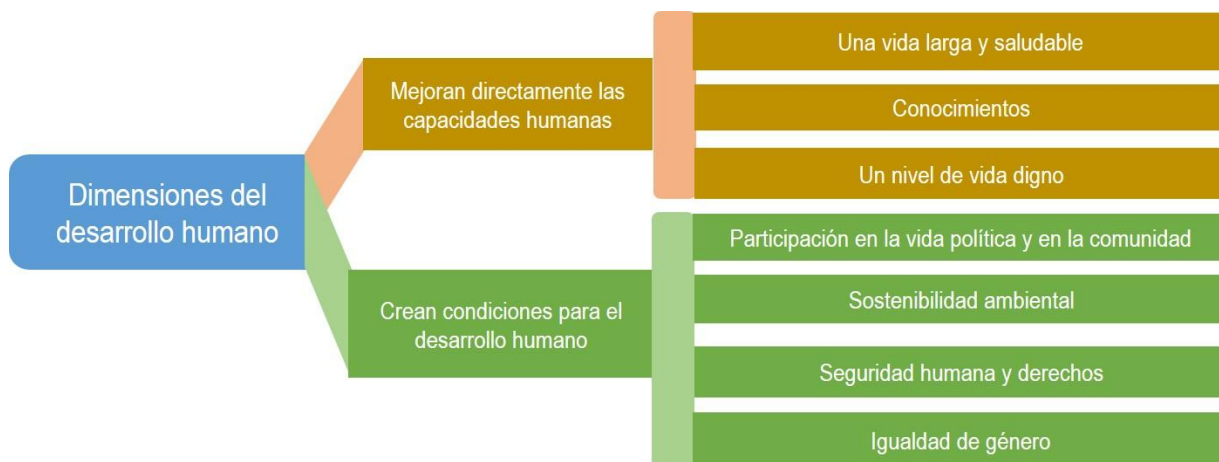 Dimensiones del
desarrollo humano
Mejoran directamente las
capacidades humanas
Una vida larga y saludable
Conocimientos
Un nivel de vida digno
Crean condiciones para el
desarrollo humano
Participación en la vida política y en la comunidad
Sostenibilidad ambiental
Seguridad humana y derechos
Igualdad de género